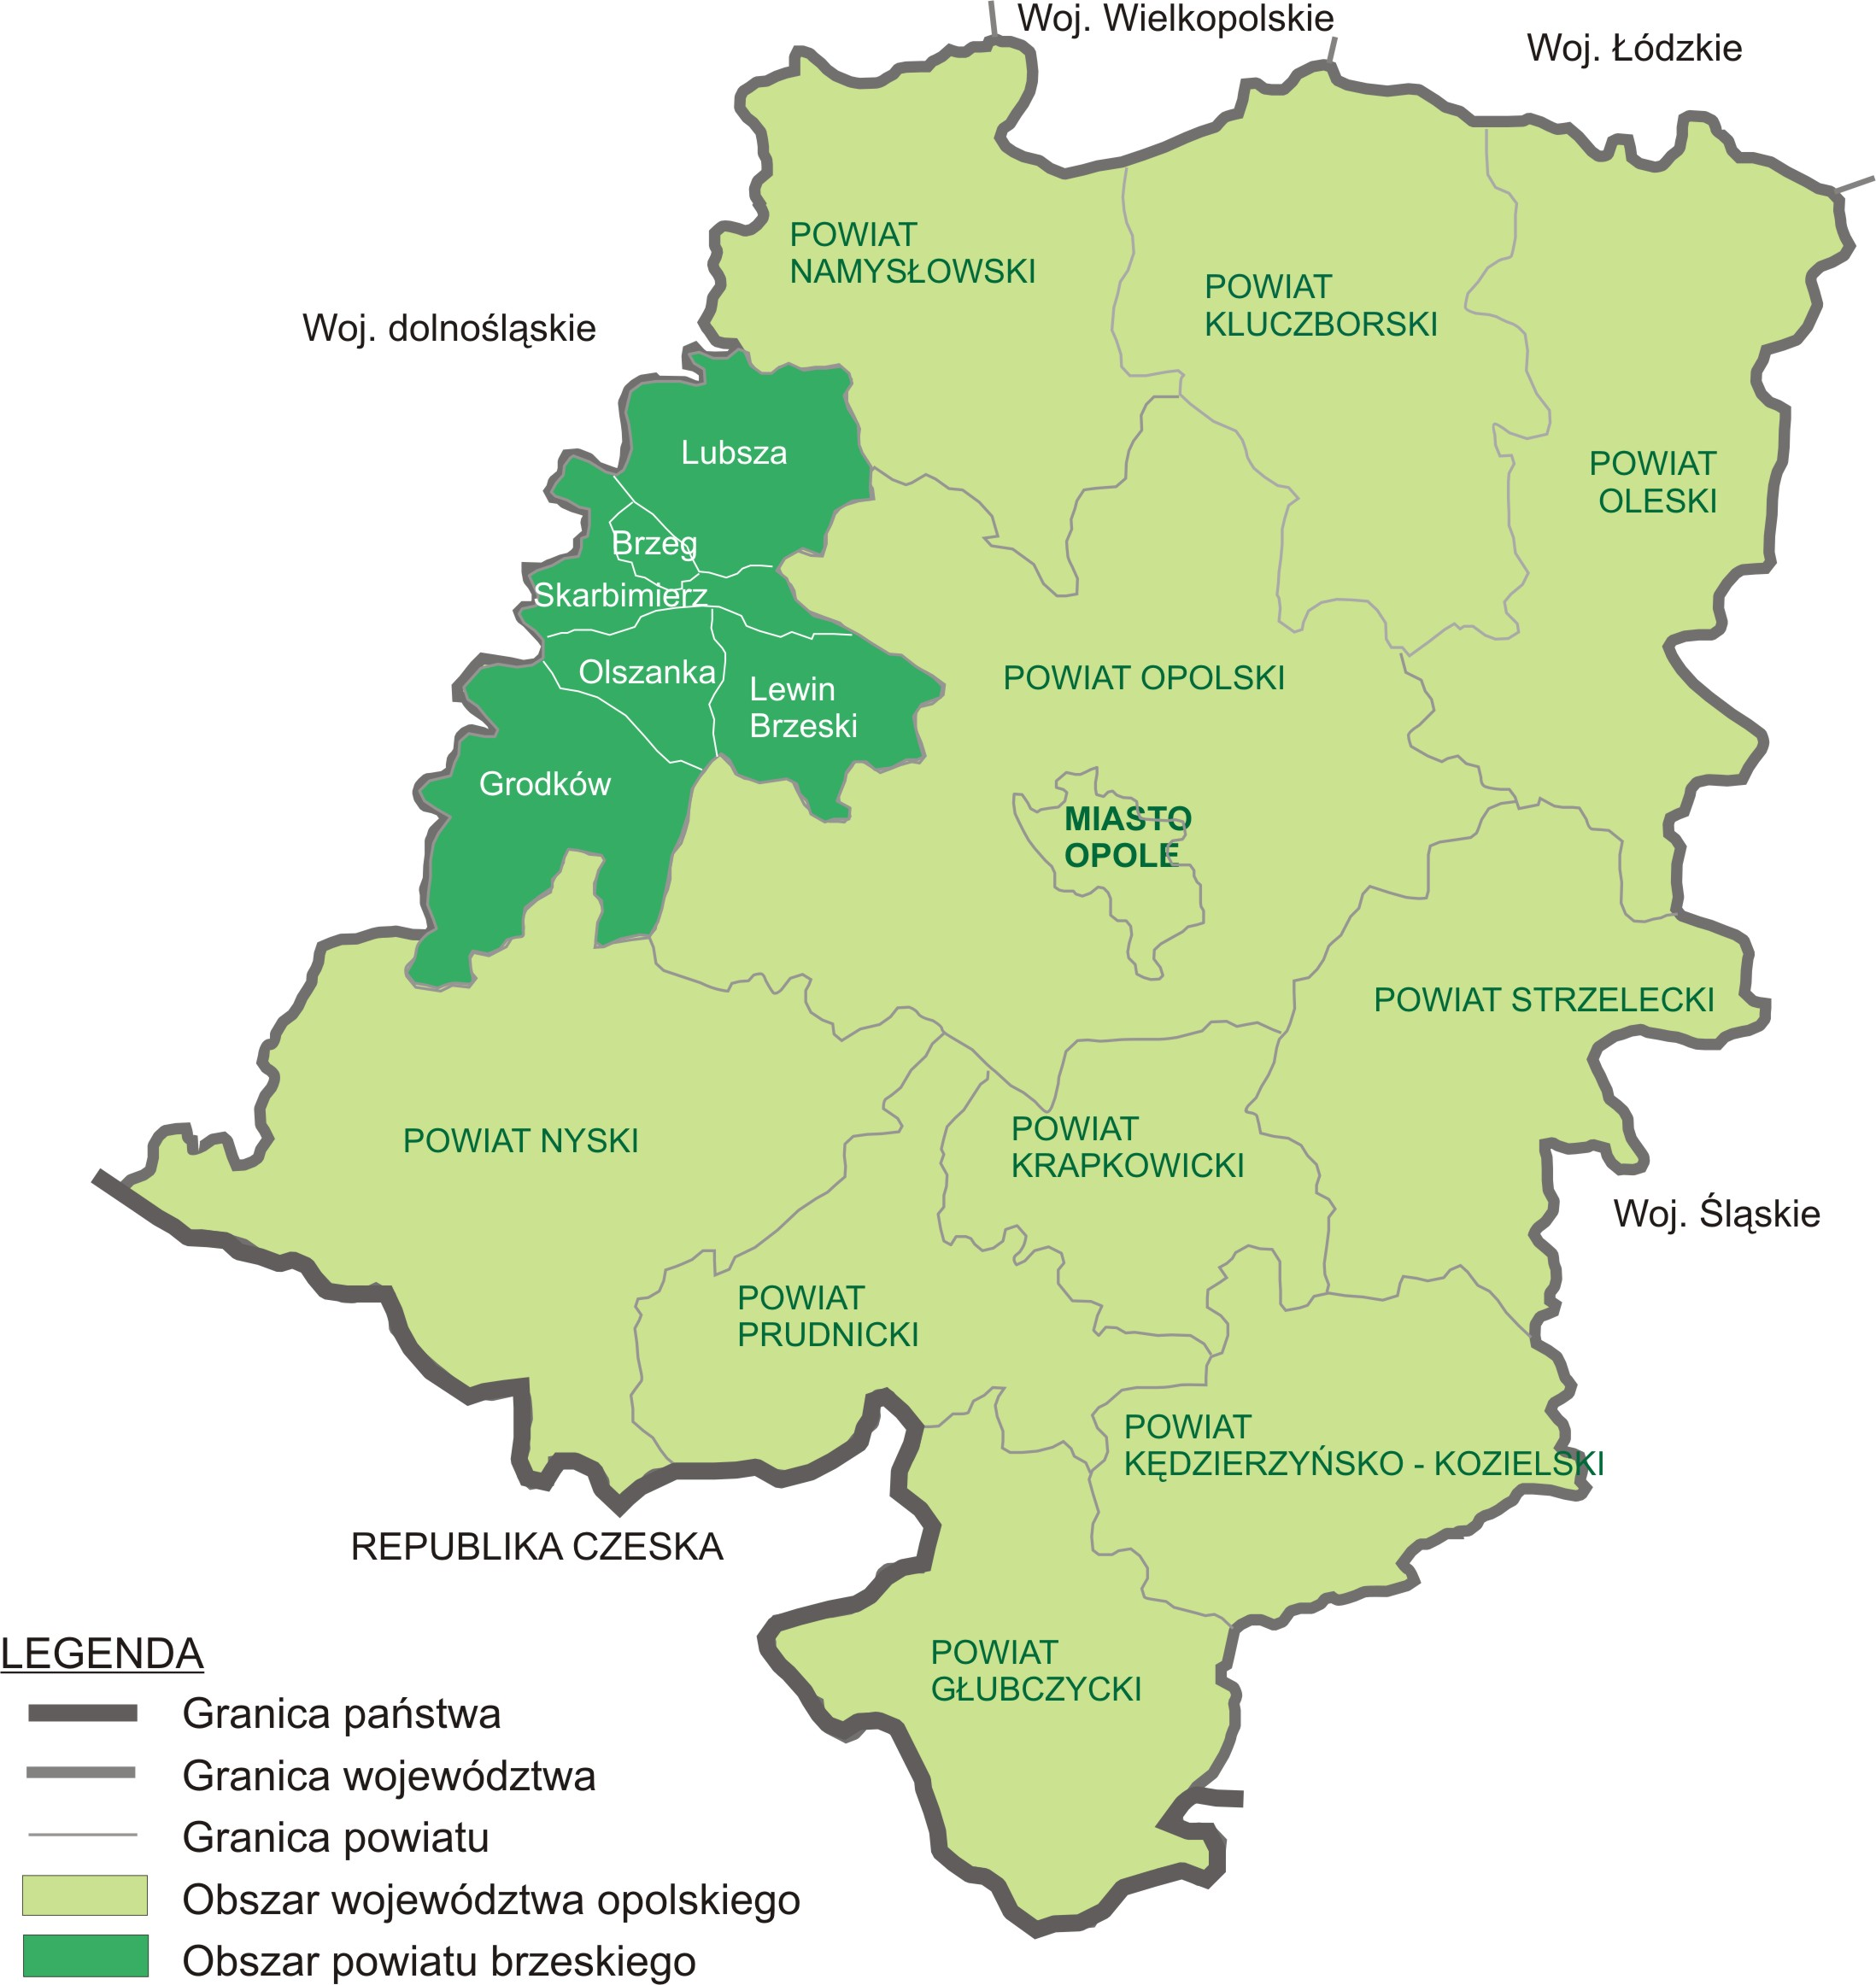 Woj. Wielkopolskie
Woj. Łódzkie
POWIAT
NAMYSŁOWSKI
POWIAT
KLUCZBORSKI
Woj. dolnośląskie
Lubsza
POWIAT
OLESKI
Brzeg
Skarbimierz
Olszanka
Lewin
Brzeski
POWIAT OPOLSKI
Grodków
MIASTO
OPOLE
POWIAT STRZELECKI
POWIAT NYSKI
POWIAT
KRAPKOWICKI
Woj. Śląskie
POWIAT
PRUDNICKI
POWIAT
KĘDZIERZYŃSKO - KOZIELSKI
REPUBLIKA CZESKA
POWIAT
GŁUBCZYCKI
LEGENDA
Granica państwa
Granica województwa
Granica powiatu
Obszar województwa opolskiego
Obszar powiatu brzeskiego